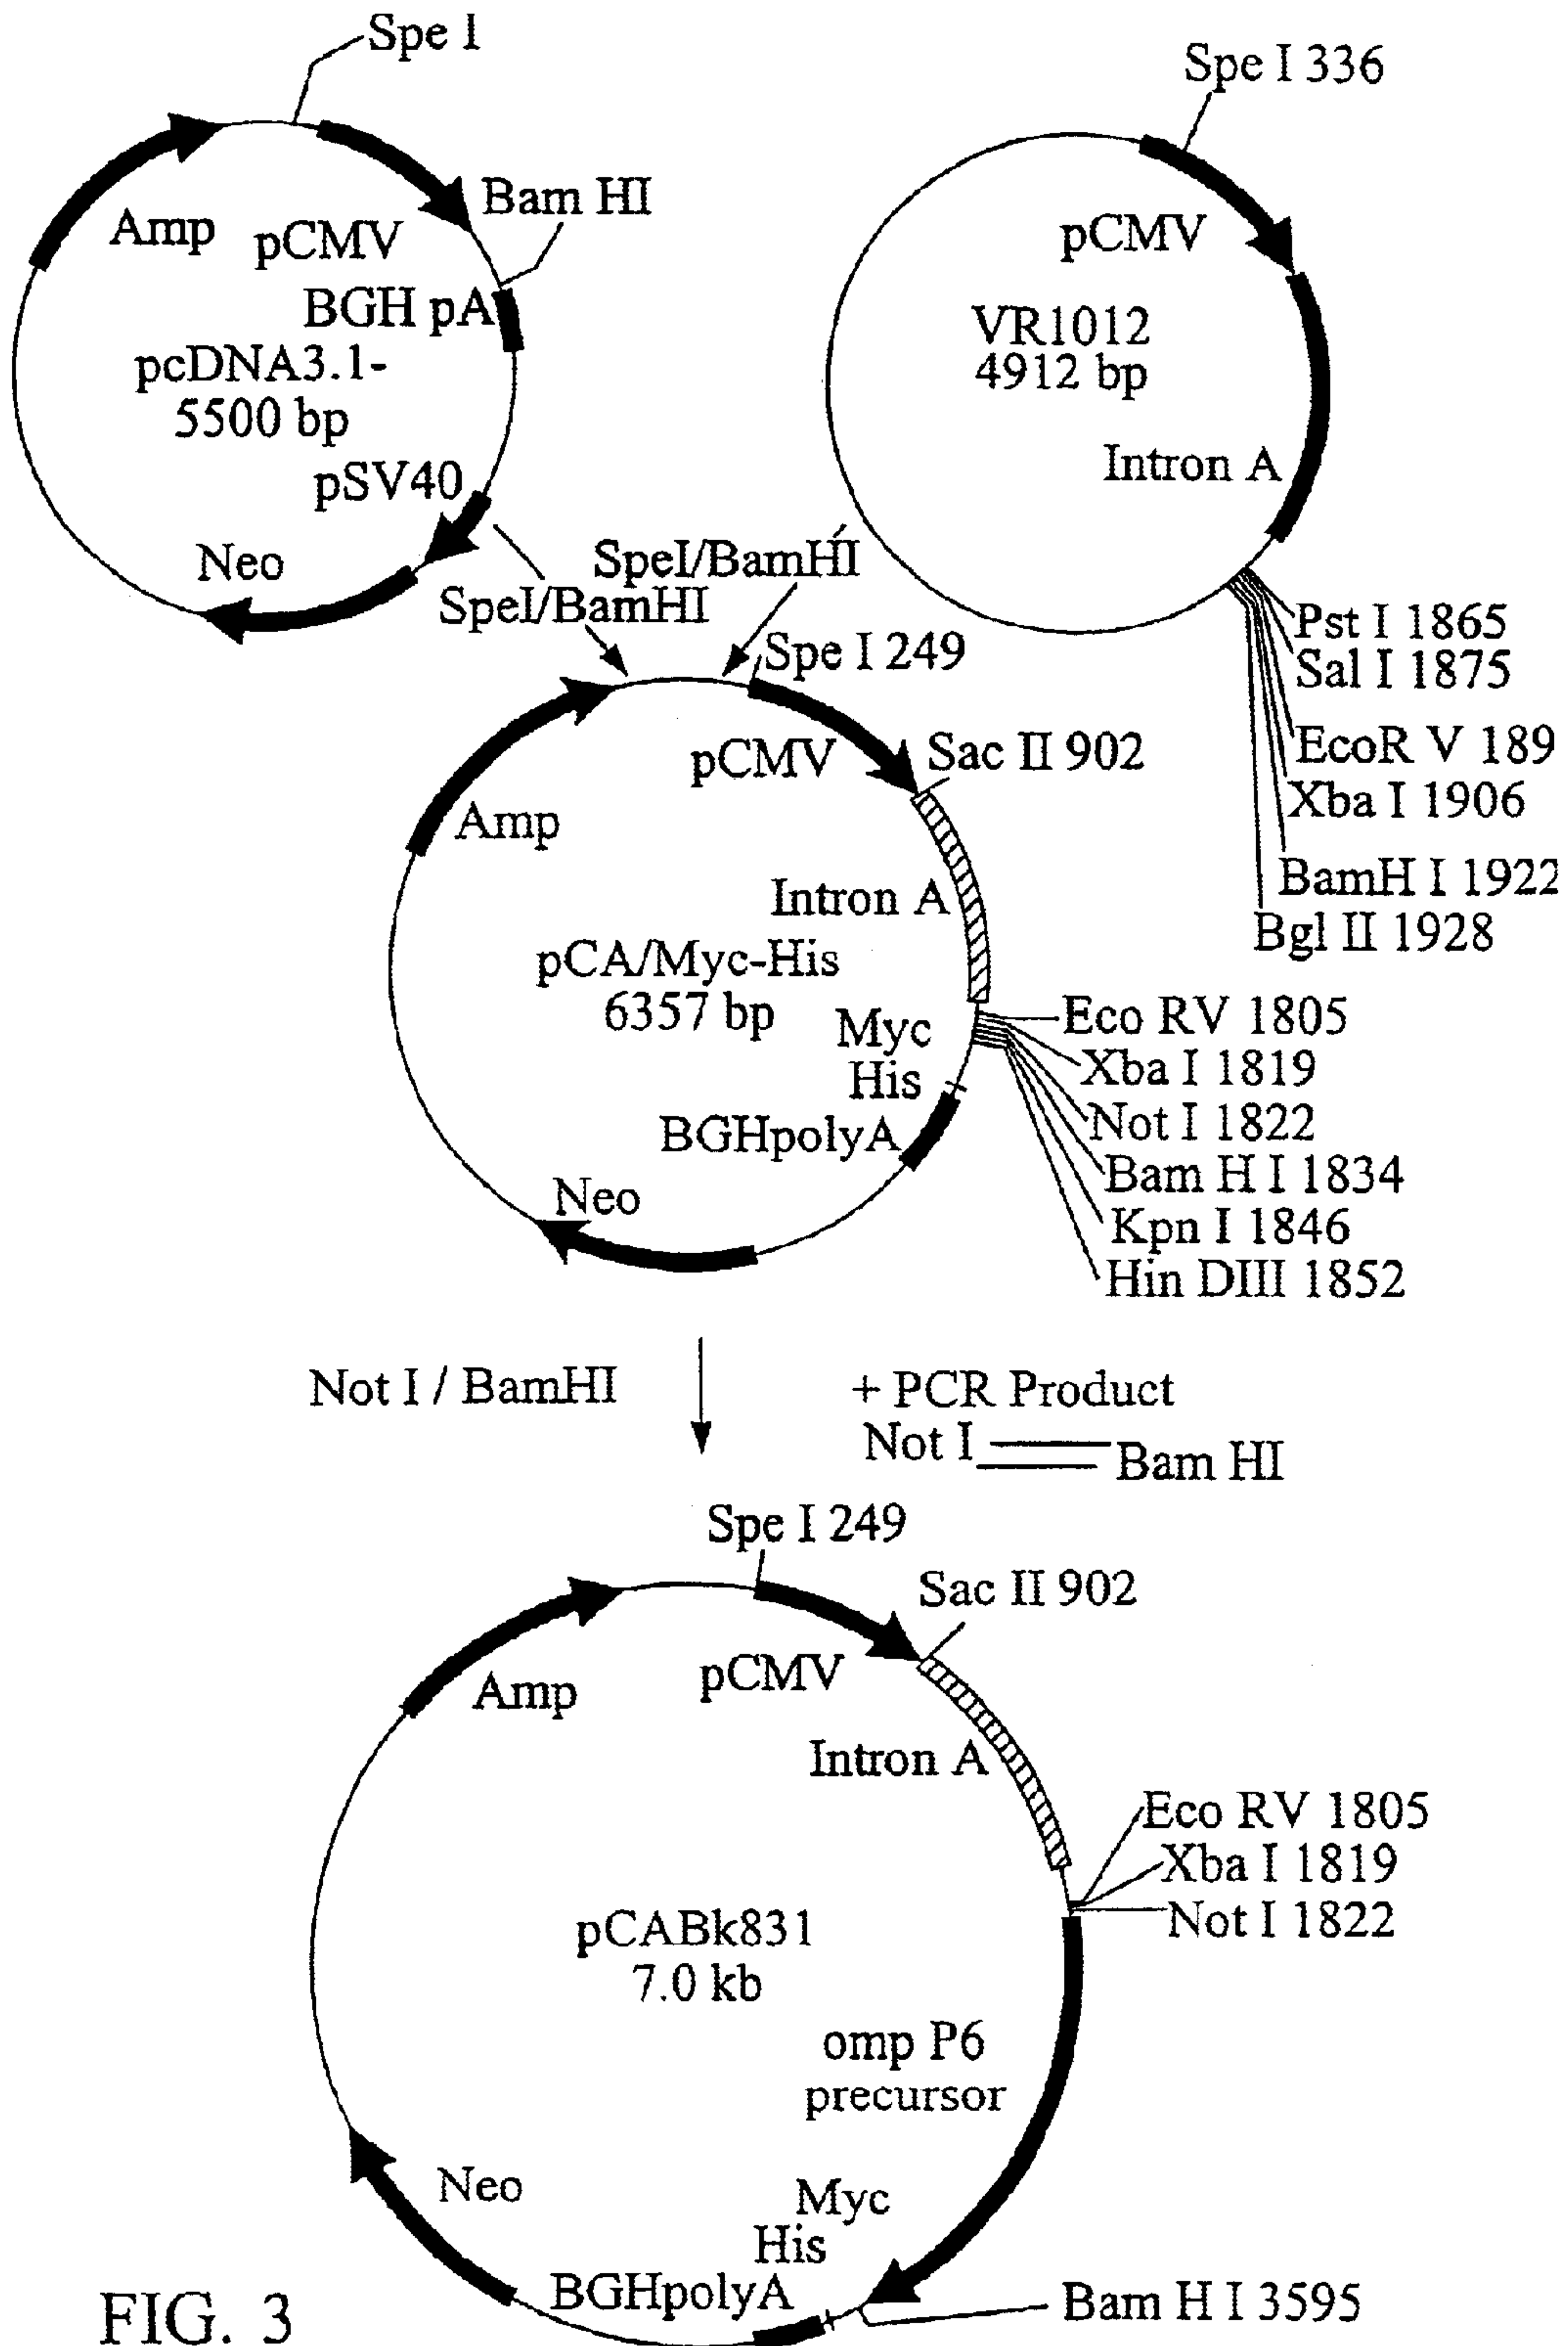 Spe I
Bam HI
Amp
pCMV
BGH pA
pcDNA3.1-
5500 bp
pSV40
Neo
SpeI/BamHI
Spe I 336
pCMV
VR1012
4912 bp
Intron A
SpeI/BamHI
Pst I 1865
Sal I 1875
EcoR V 189
Xba I 1906
BamH I 1922
Bgl II 1928
Spe I 249
pCMV
Sac II 902
Amp
Intron A
pCA/Myc-His
6357 bp
Myc
His
BGHpolyA
Neo
Eco RV 1805
Xba I 1819
Not I 1822
Bam H I 1834
Kpn I 1846
Hin DIII 1852
Not I / BamHI
+ PCR Product
Not I
Bam HI
Spe I 249
Sac II 902
pCMV
Amp
Intron A
Eco RV 1805
Xba I 1819
Not I 1822
pCABk831
7.0 kb
omp P6
precursor
Neo
Myc
His
BGHpolyA
Bam H I 3595
FIG. 3